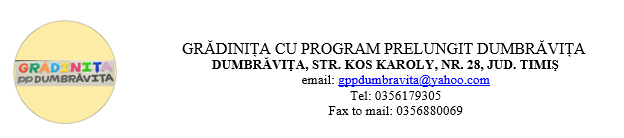 GRĂDINIȚA
PP DUMBRĂVIȚA
GRĂDINIȚA CU PROGRAM PRELUNGIT DUMBRĂVIȚA
DUMBRĂVIȚA, STR. KOS KAROLY, NR. 28, JUD. TIMIȘ
email: gppdumbravita@yahoo.com
Tel: 0356179305
Fax to mail: 0356880069